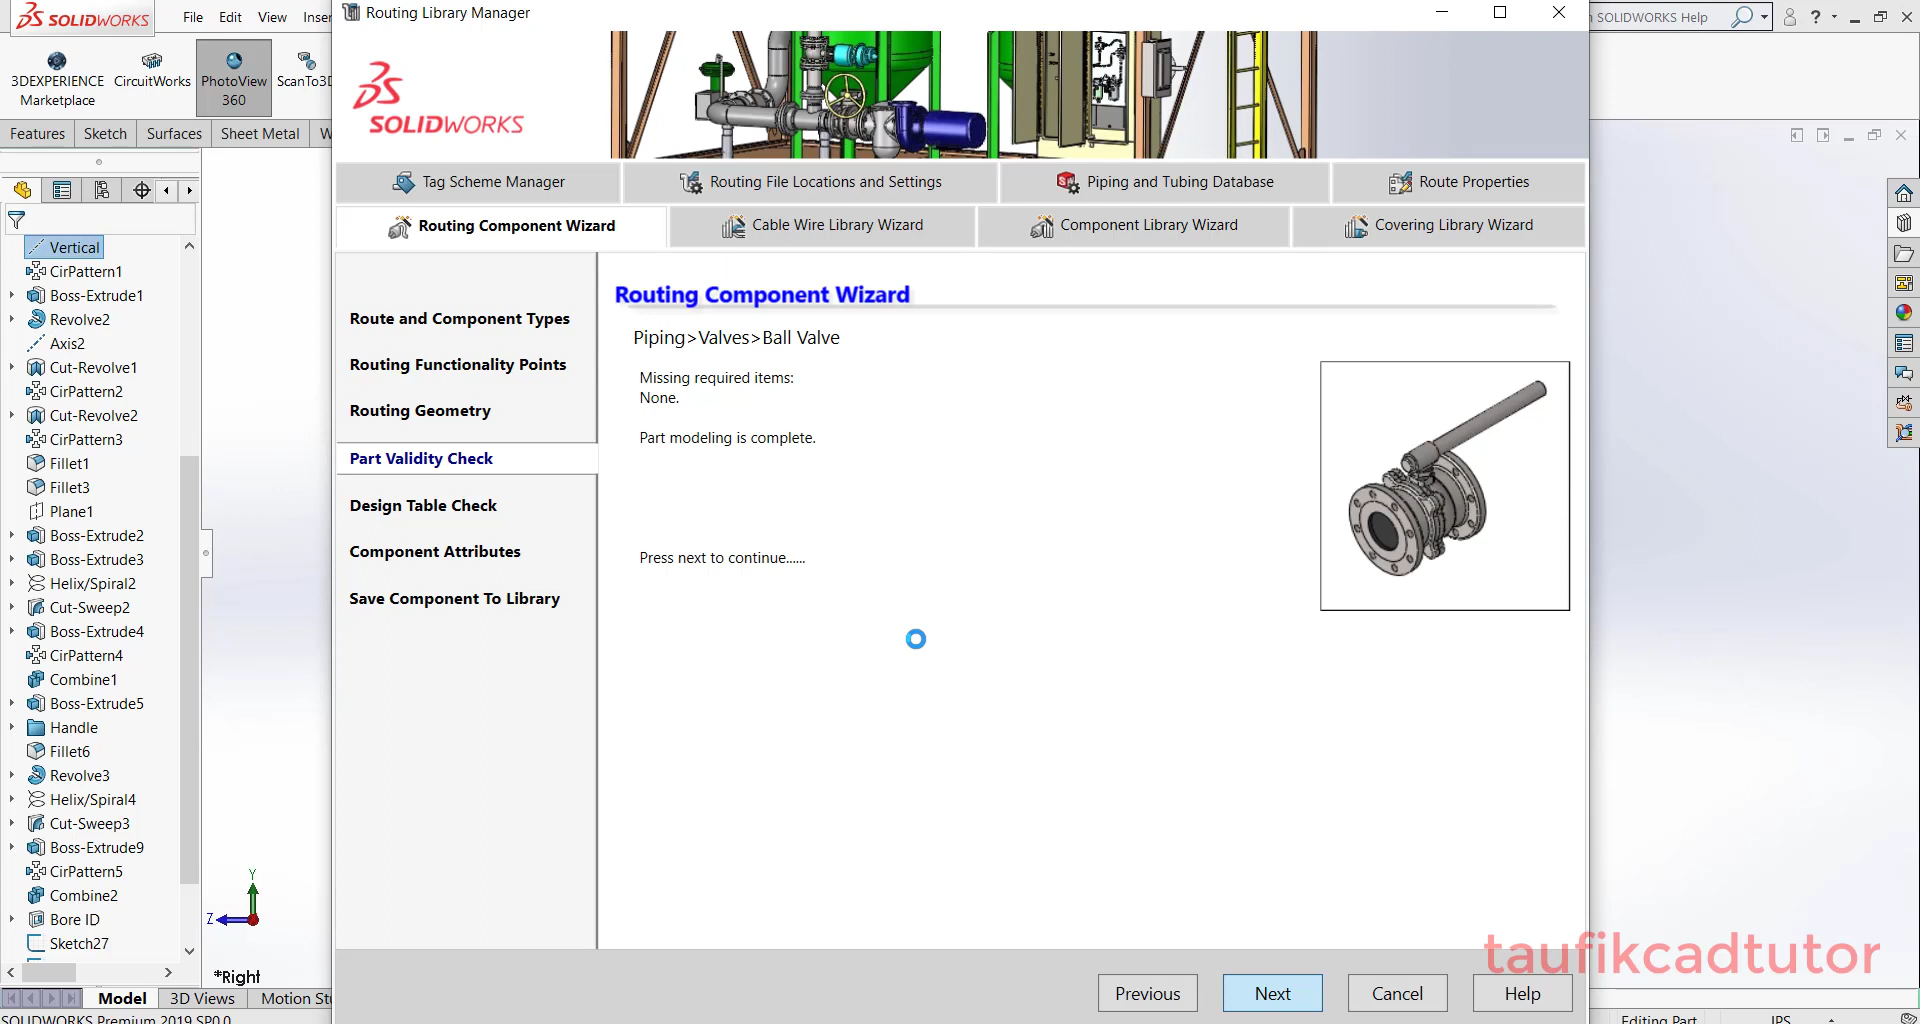 SOLIDWORKS
File Edit View Inser
Routing Library Manager
SOLIDWORKS Help
3DEXPERIENCE
Marketplace
CircuitWorks
PhotoView
360
ScanTo3D
Features Sketch Surfaces Sheet Metal W
SOLIDWORKS
Tag Scheme Manager
Routing File Locations and Settings
Piping and Tubing Database
Route Properties
Routing Component Wizard
Cable Wire Library Wizard
Component Library Wizard
Covering Library Wizard
Vertical
CirPattern1
Boss-Extrude1
Revolve2
Axis2
Cut-Revolve1
CirPattern2
Cut-Revolve2
CirPattern3
Fillet1
Fillet3
Plane1
Boss-Extrude2
Boss-Extrude3
Helix/Spiral2
Cut-Sweep2
Boss-Extrude4
CirPattern4
Combine1
Boss-Extrude5
Handle
Fillet6
Revolve3
Helix/Spiral4
Cut-Sweep3
Boss-Extrude9
CirPattern5
Combine2
Bore ID
Sketch27
Route and Component Types
Routing Functionality Points
Routing Geometry
Part Validity Check
Design Table Check
Component Attributes
Save Component To Library
Routing Component Wizard
Piping>Valves>Ball Valve
Missing required items:
None.
Part modeling is complete.
Press next to continue......
Y
Z
*Right
taufikcadtutor
Previous Next Cancel Help
Model 3D Views Motion Stu
SOLIDWORKS Premium 2019 SP0.0
Editing Part IPS